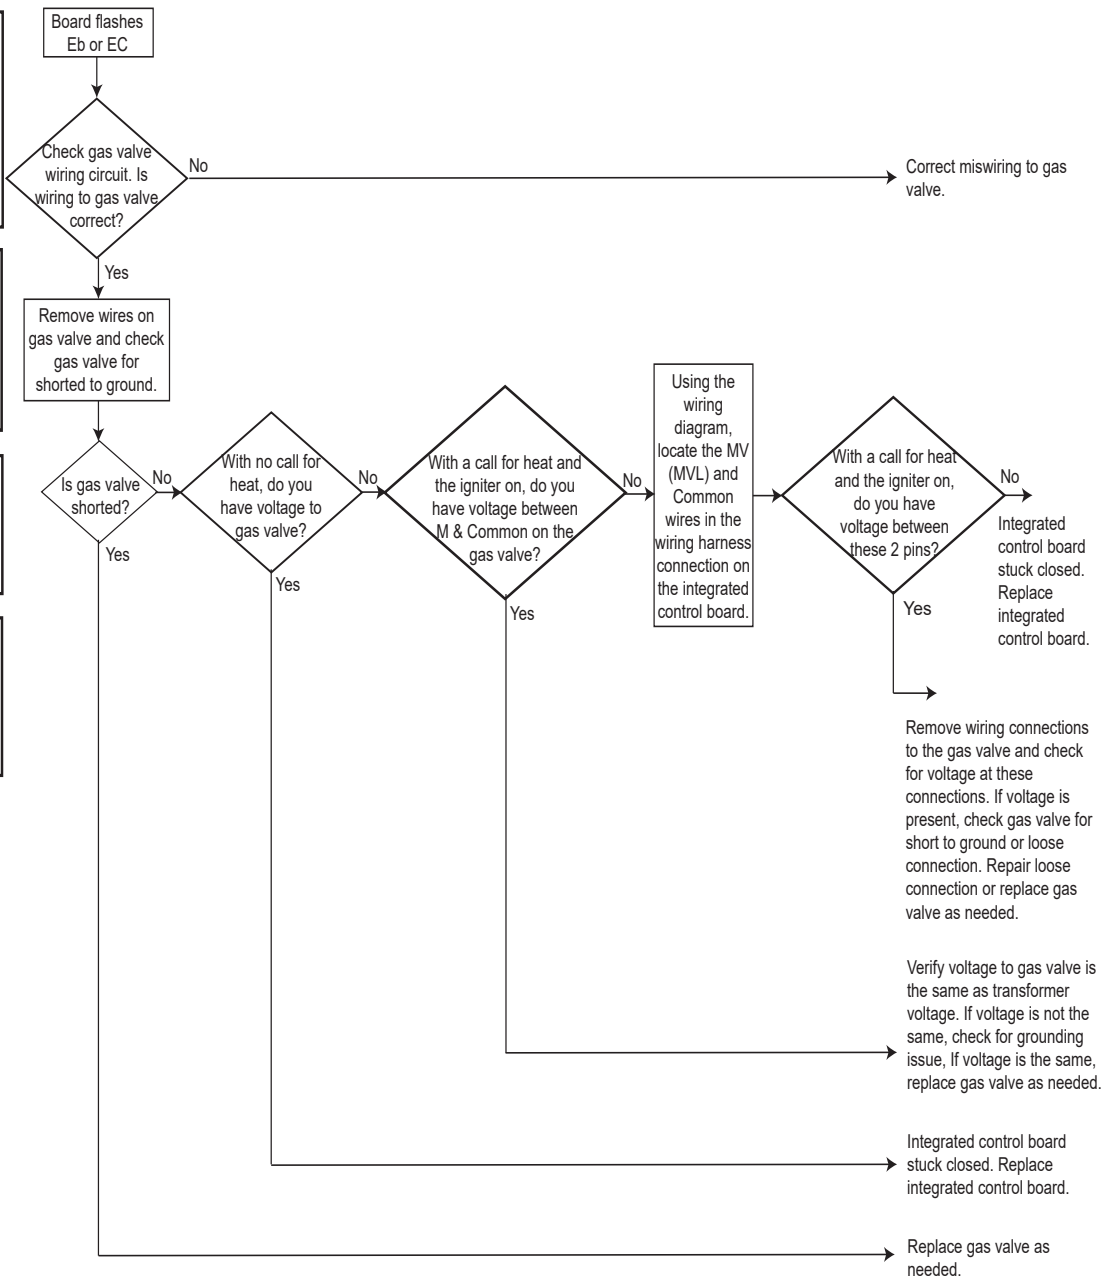 Board flashes
Eb or EC
Check gas valve
wiring circuit. Is
wiring to gas valve
correct?
No
Correct miswiring to gas
valve.
Yes
Remove wires on
gas valve and check
gas valve for
shorted to ground.
Is gas valve
shorted?
No
Yes
With no call for
heat, do you
have voltage to
gas valve?
No
Yes
With a call for heat and
the igniter on, do you
have voltage between
M & Common on the
gas valve?
No
Yes
Using the
wiring
diagram,
locate the MV
(MVL) and
Common
wires in the
wiring harness
connection on
the integrated
control board.
With a call for heat
and the igniter on,
do you have
voltage between
these 2 pins?
No
Integrated
control board
stuck closed.
Replace
integrated
control board.
Yes
Remove wiring connections
to the gas valve and check
for voltage at these
connections. If voltage is
present, check gas valve for
short to ground or loose
connection. Repair loose
connection or replace gas
valve as needed.
Verify voltage to gas valve is
the same as transformer
voltage. If voltage is not the
same, check for grounding
issue, If voltage is the same,
replace gas valve as needed.
Integrated control board
stuck closed. Replace
integrated control board.
Replace gas valve as
needed.